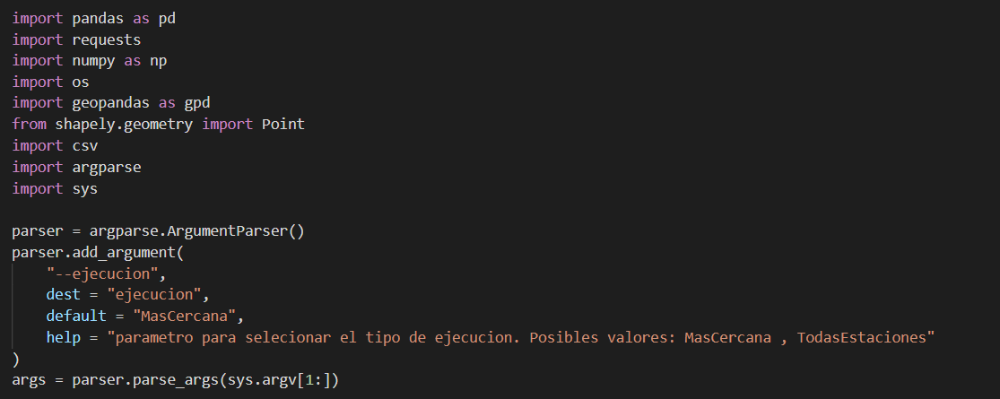 import pandas as pd
import requests
import numpy as np
import os
import geopandas as gpd
from shapely.geometry import Point
import csv
import argparse
import sys

parser = argparse.ArgumentParser()
parser.add_argument(
    "--ejecucion",
    dest = "ejecucion",
    default = "MasCercana",
    help = "parametro para selecionar el tipo de ejecucion. Posibles valores: MasCercana , TodasEstaciones"
)
args = parser.parse_args(sys.argv[1:])